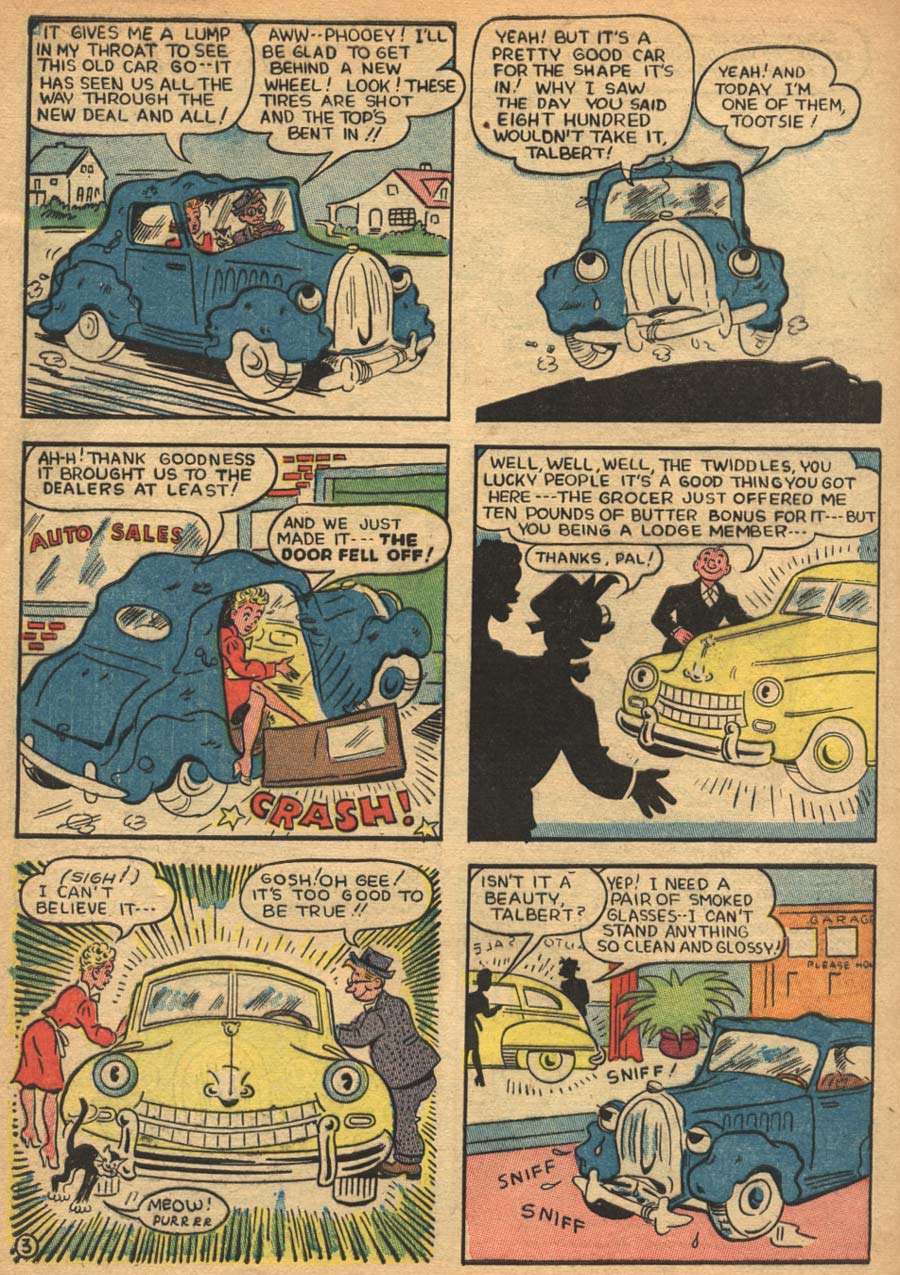 IT GIVES ME A LUMP
IN MY THROAT TO SEE
THIS OLD CAR GO--IT
HAS SEEN US ALL THE
WAY THROUGH THE
NEW DEAL AND ALL!
AWW--PHOOEY! I'LL
BE GLAD TO GET
BEHIND A NEW
WHEEL! LOOK! THESE
TIRES ARE SHOT
AND THE TOP'S
BENT IN!!
YEAH! BUT IT'S A
PRETTY GOOD CAR
FOR THE SHAPE IT'S
IN! WHY I SAW
THE DAY YOU SAID
EIGHT HUNDRED
WOULDN'T TAKE IT,
TALBERT!
YEAH! AND
TODAY I'M
ONE OF THEM,
TOOTSIE!
AH-H! THANK GOODNESS
IT BROUGHT US TO THE
DEALERS AT LEAST!
AUTO SALES
AND WE JUST
MADE IT--- THE
DOOR FELL OFF!
CRASH!
WELL, WELL, WELL, THE TWIDDLES, YOU
LUCKY PEOPLE IT'S A GOOD THING YOU GOT
HERE---THE GROCER JUST OFFERED ME
TEN POUNDS OF BUTTER BONUS FOR IT---BUT
YOU BEING A LODGE MEMBER---
THANKS, PAL!
(SIGH!)
I CAN'T
BELIEVE IT---
GOSH! OH GEE!
IT'S TOO GOOD TO
BE TRUE!!
MEOW!
PURRER
3
ISN'T IT A
BEAUTY,
TALBERT?
YEP! I NEED A
PAIR OF SMOKED
GLASSES--I CAN'T
STAND ANYTHING
SO CLEAN AND GLOSSY!
GARAGE
PLEASE
SNIFF!
SNIFF
SNIFF